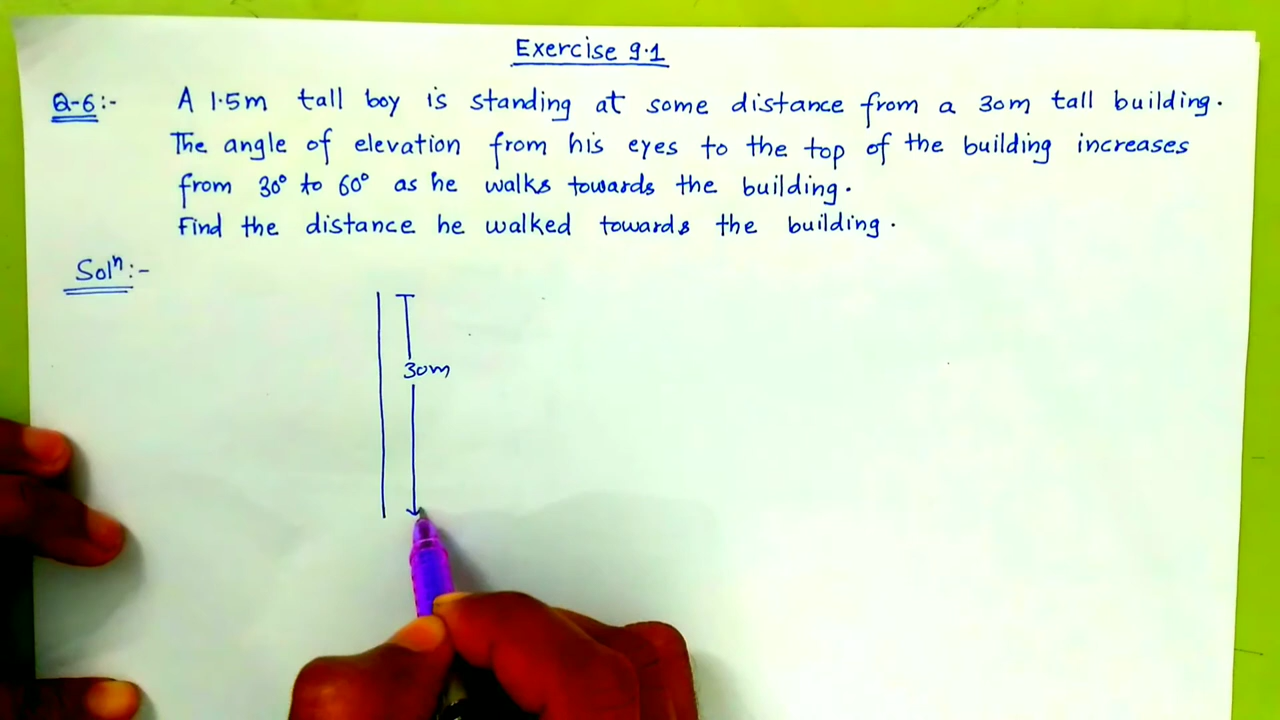 Exercise 9.1
Q-6:- A 1.5m tall boy is standing at some distance from a 30m tall building.
The angle of elevation from his eyes to the top of the building increases
from 30° to 60° as he walks towards the building.
Find the distance he walked towards the building.
Solⁿ:-
30m